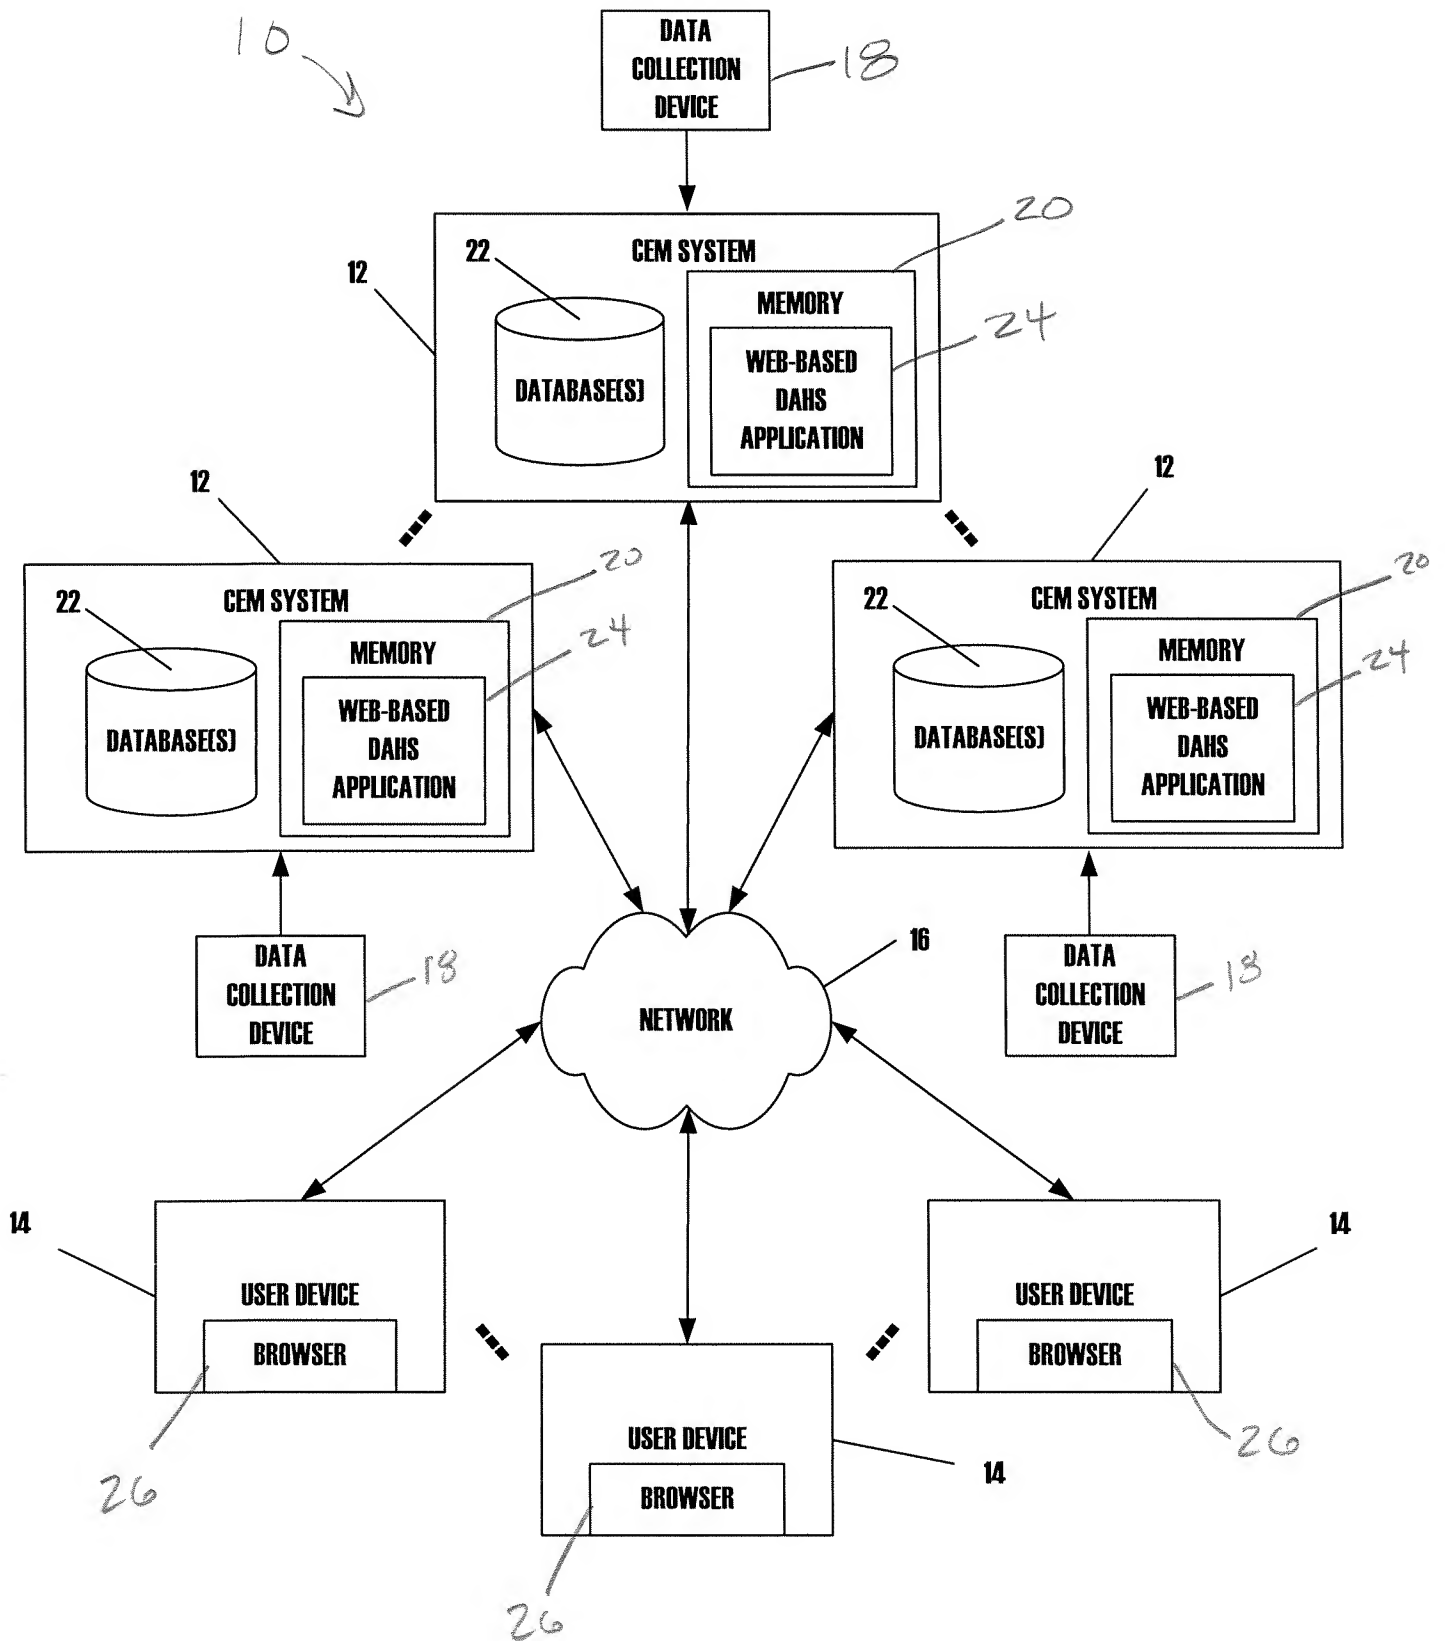 10
DATA
COLLECTION
DEVICE
18
20
CEM SYSTEM
22
12
MEMORY
24
WEB-BASED
DAHS
APPLICATION
DATABASE(S)
12
12
20
20
CEM SYSTEM
22
MEMORY
24
WEB-BASED
DAHS
APPLICATION
DATABASE(S)
CEM SYSTEM
22
MEMORY
24
WEB-BASED
DAHS
APPLICATION
DATABASE(S)
DATA
COLLECTION
DEVICE
18
16
NETWORK
DATA
COLLECTION
DEVICE
18
14
USER DEVICE
BROWSER
26
14
USER DEVICE
BROWSER
26
USER DEVICE
14
BROWSER
26